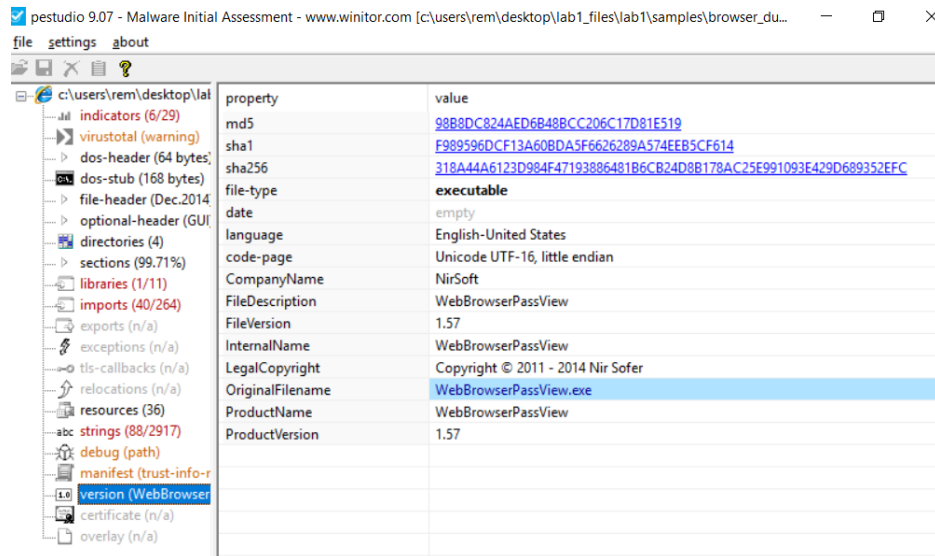 pestudio 9.07 - Malware Initial Assessment - www.winitor.com [c:\users\rem\desktop\lab1_files\lab1\samples\browser_du...
file settings about
c:\users\rem\desktop\lal
indicators (6/29)
virustotal (warning)
dos-header (64 bytes)
dos-stub (168 bytes)
file-header (Dec.2014
optional-header (GUI
directories (4)
sections (99.71%)
libraries (1/11)
imports (40/264)
exports (n/a)
exceptions (n/a)
tls-callbacks (n/a)
relocations (n/a)
resources (36)
abc strings (88/2917)
debug (path)
manifest (trust-info-r
1.0 version (WebBrowser
certificate (n/a)
overlay (n/a)
property value
md5 98B8DC824AED6B48BCC206C17D81E519
sha1 F989596DCF13A60BDA5F6626289A574EEB5CF614
sha256 318A44A6123D984F47193886481B6CB24D8B178AC25E991093E429D689352EFC
file-type executable
date empty
language English-United States
code-page Unicode UTF-16, little endian
CompanyName NirSoft
FileDescription WebBrowserPassView
FileVersion 1.57
InternalName WebBrowserPassView
LegalCopyright Copyright © 2011 - 2014 Nir Sofer
OriginalFilename WebBrowserPassView.exe
ProductName WebBrowserPassView
ProductVersion 1.57